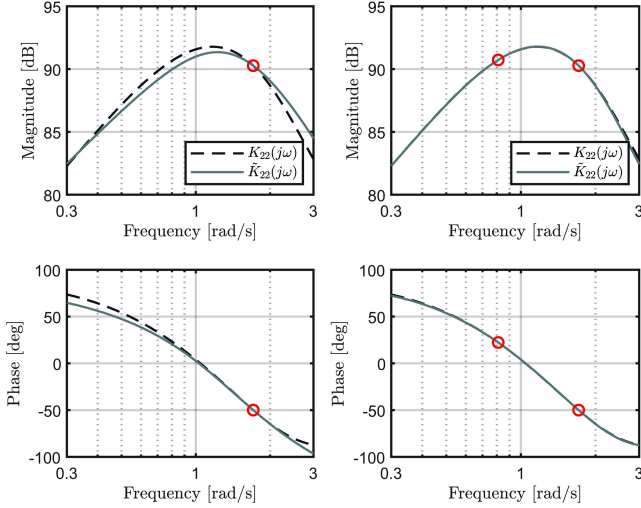 95
90
85
80
Magnitude [dB]
K₂₂(jω)
K̃₂₂(jω)
0.3
1
3
Frequency [rad/s]
95
90
85
80
Magnitude [dB]
K₂₂(jω)
K̃₂₂(jω)
0.3
1
3
Frequency [rad/s]
100
50
0
-50
-100
Phase [deg]
0.3
1
3
Frequency [rad/s]
100
50
0
-50
-100
Phase [deg]
0.3
1
3
Frequency [rad/s]